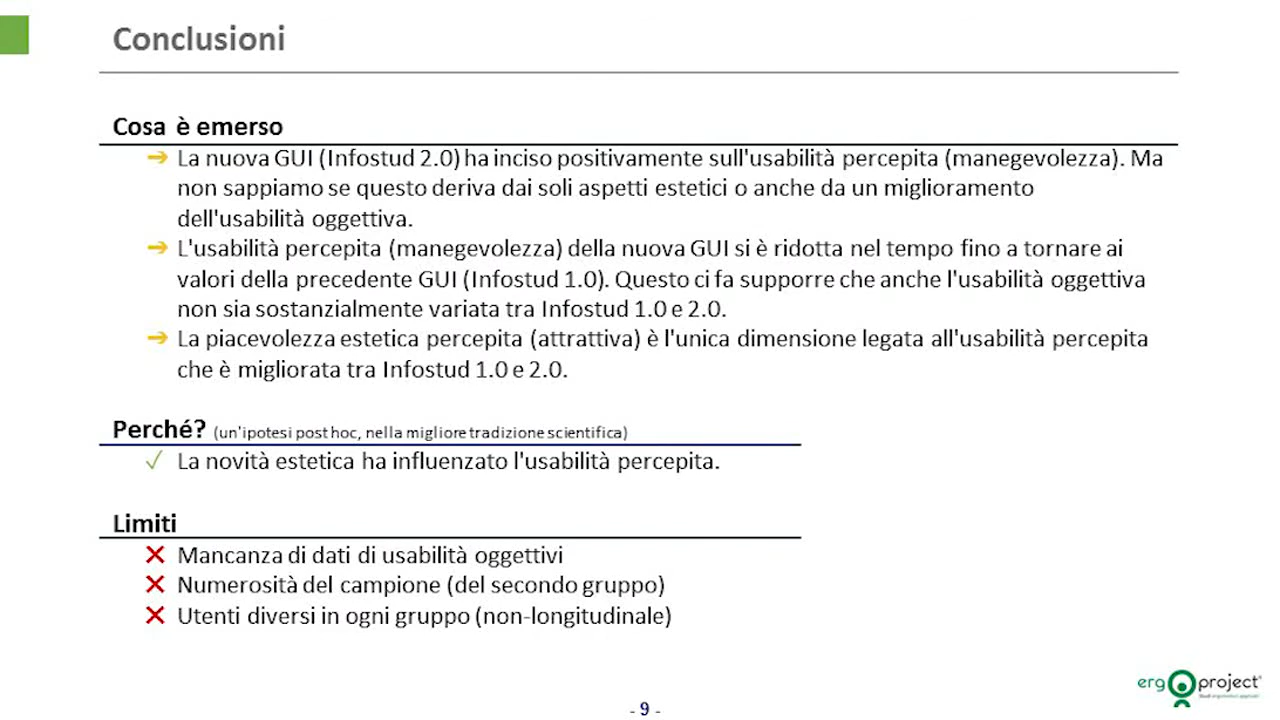 Conclusioni
Cosa è emerso
➔ La nuova GUI (Infostud 2.0) ha inciso positivamente sull'usabilità percepita (manegevolezza). Ma
non sappiamo se questo deriva dai soli aspetti estetici o anche da un miglioramento
dell'usabilità oggettiva.
➔ L'usabilità percepita (manegevolezza) della nuova GUI si è ridotta nel tempo fino a tornare ai
valori della precedente GUI (Infostud 1.0). Questo ci fa supporre che anche l'usabilità oggettiva
non sia sostanzialmente variata tra Infostud 1.0 e 2.0.
➔ La piacevolezza estetica percepita (attrattiva) è l'unica dimensione legata all'usabilità percepita
che è migliorata tra Infostud 1.0 e 2.0.
Perché? (un'ipotesi post hoc, nella migliore tradizione scientifica)
✓ La novità estetica ha influenzato l'usabilità percepita.
Limiti
✕ Mancanza di dati di usabilità oggettivi
✕ Numerosità del campione (del secondo gruppo)
✕ Utenti diversi in ogni gruppo (non-longitudinale)
ergoproject
- 9 -